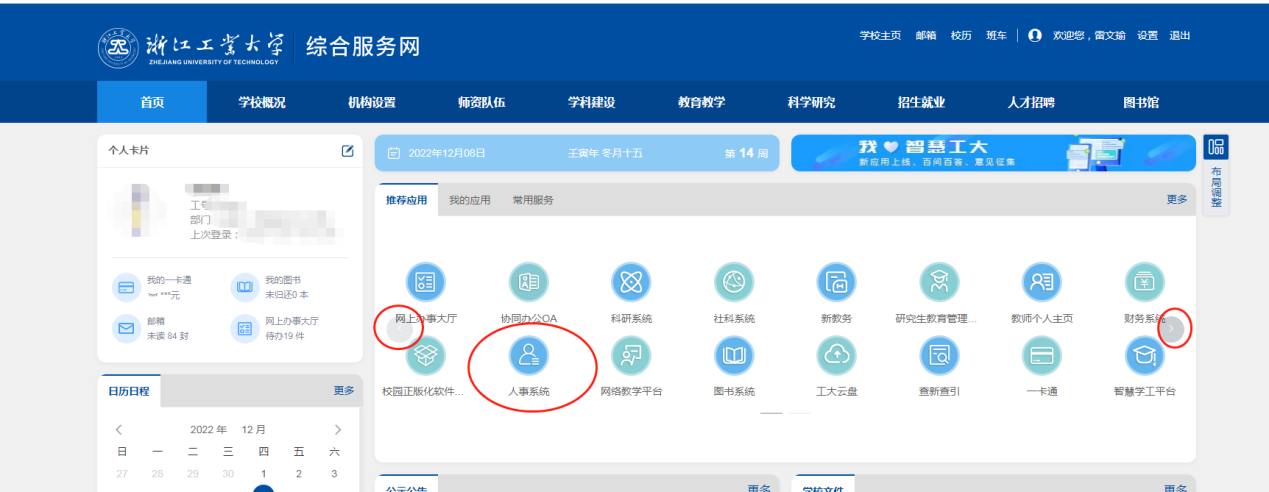 浙江工业大学 综合服务网
ZHEJIANG UNIVERSITY OF TECHNOLOGY
学校主页 邮箱 校历 班车 欢迎您，雷文瑜 设置 退出
首页 学校概况 机构设置 师资队伍 学科建设 教育教学 科学研究 招生就业 人才招聘 图书馆
个人卡片
工号
部门
上次登录：
我的一卡通
***元
我的图书
未归还0 本
邮箱
未读 84 封
网上办事大厅
待办19 件
日历日程 更多
2022 年 12 月
日 一 二 三 四 五 六
27 28 29 30 1 2 3
2022年12月08日 壬寅年 冬月十五 第 14 周
我 智慧工大
新应用上线、百问百答、意见征集
布局调整
推荐应用 我的应用 常用服务 更多
网上办事大厅 协同办公OA 科研系统 社科系统 新教务 研究生教育管理... 教师个人主页 财务系统
校园正版化软件... 人事系统 网络教学平台 图书系统 工大云盘 查新查引 一卡通 智慧学工平台
公示公告 更多 学校文件 更多